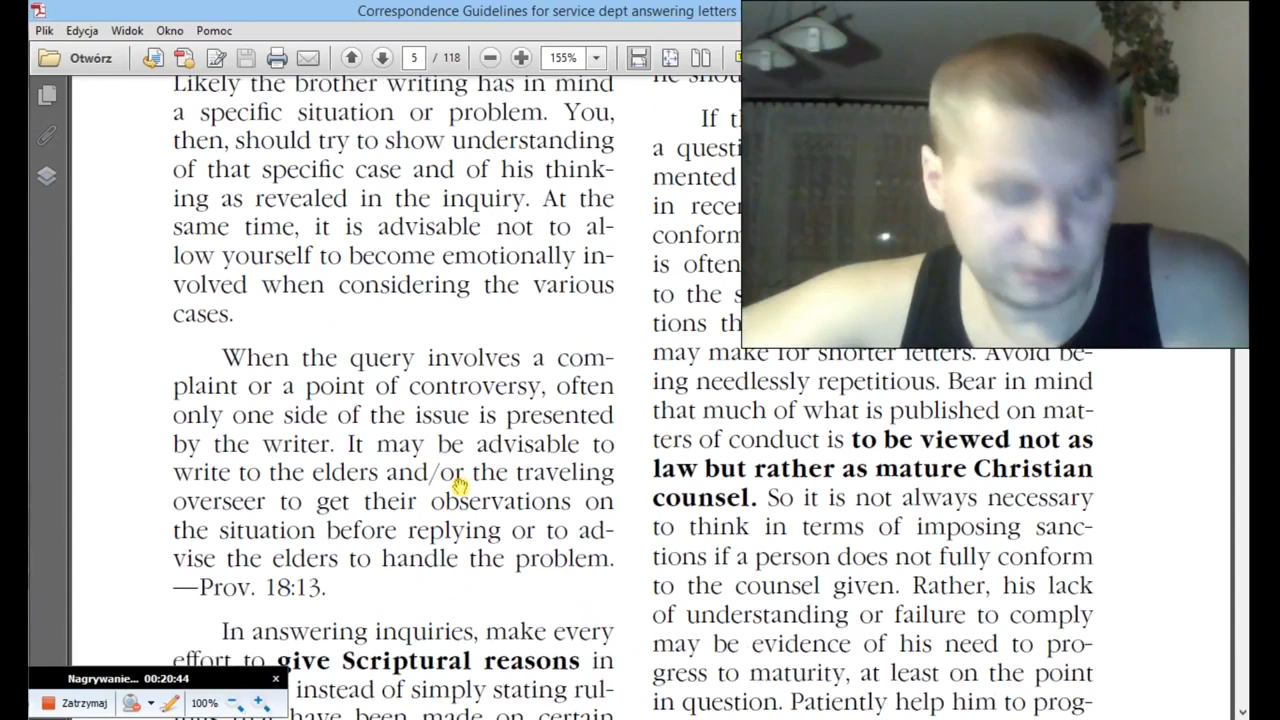 Correspondence Guidelines for service dept answering letters
Plik Edycja Widok Okno Pomoc
Otwórz 5 / 118 155%
Likely the brother writing has in mind
a specific situation or problem. You,
then, should try to show understanding
of that specific case and of his think-
ing as revealed in the inquiry. At the
same time, it is advisable not to al-
low yourself to become emotionally in-
volved when considering the various
cases.
When the query involves a com-
plaint or a point of controversy, often
only one side of the issue is presented
by the writer. It may be advisable to
write to the elders and/or the traveling
overseer to get their observations on
the situation before replying or to ad-
vise the elders to handle the problem.
—Prov. 18:13.
In answering inquiries, make every
effort to give Scriptural reasons in
instead of simply stating rul-
have been made on certain
he shou
If th
a questi
mented
in recen
conform
is often
to the s
tions th
may make for shorter letters. Avoid be-
ing needlessly repetitious. Bear in mind
that much of what is published on mat-
ters of conduct is to be viewed not as
law but rather as mature Christian
counsel. So it is not always necessary
to think in terms of imposing sanc-
tions if a person does not fully conform
to the counsel given. Rather, his lack
of understanding or failure to comply
may be evidence of his need to pro-
gress to maturity, at least on the point
in question. Patiently help him to prog-
Nagrywanie... 00:20:44
Zatrzymaj 100%